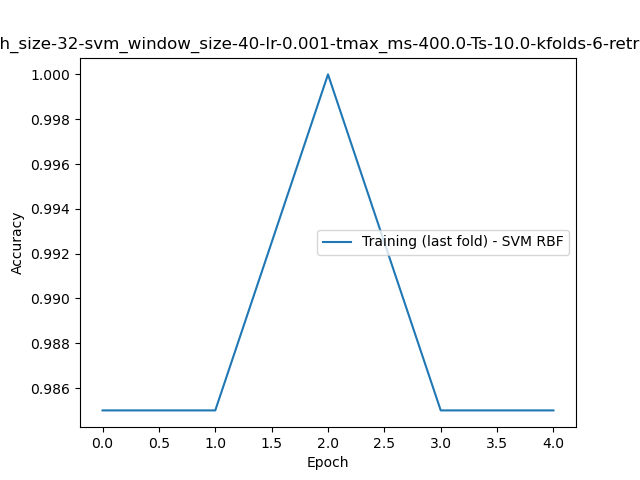 h_size-32-svm_window_size-40-lr-0.001-tmax_ms-400.0-Ts-10.0-kfolds-6-retr
1.000
0.998
0.996
0.994
0.992
0.990
0.988
0.986
Accuracy
Training (last fold) - SVM RBF
0.0 0.5 1.0 1.5 2.0 2.5 3.0 3.5 4.0
Epoch